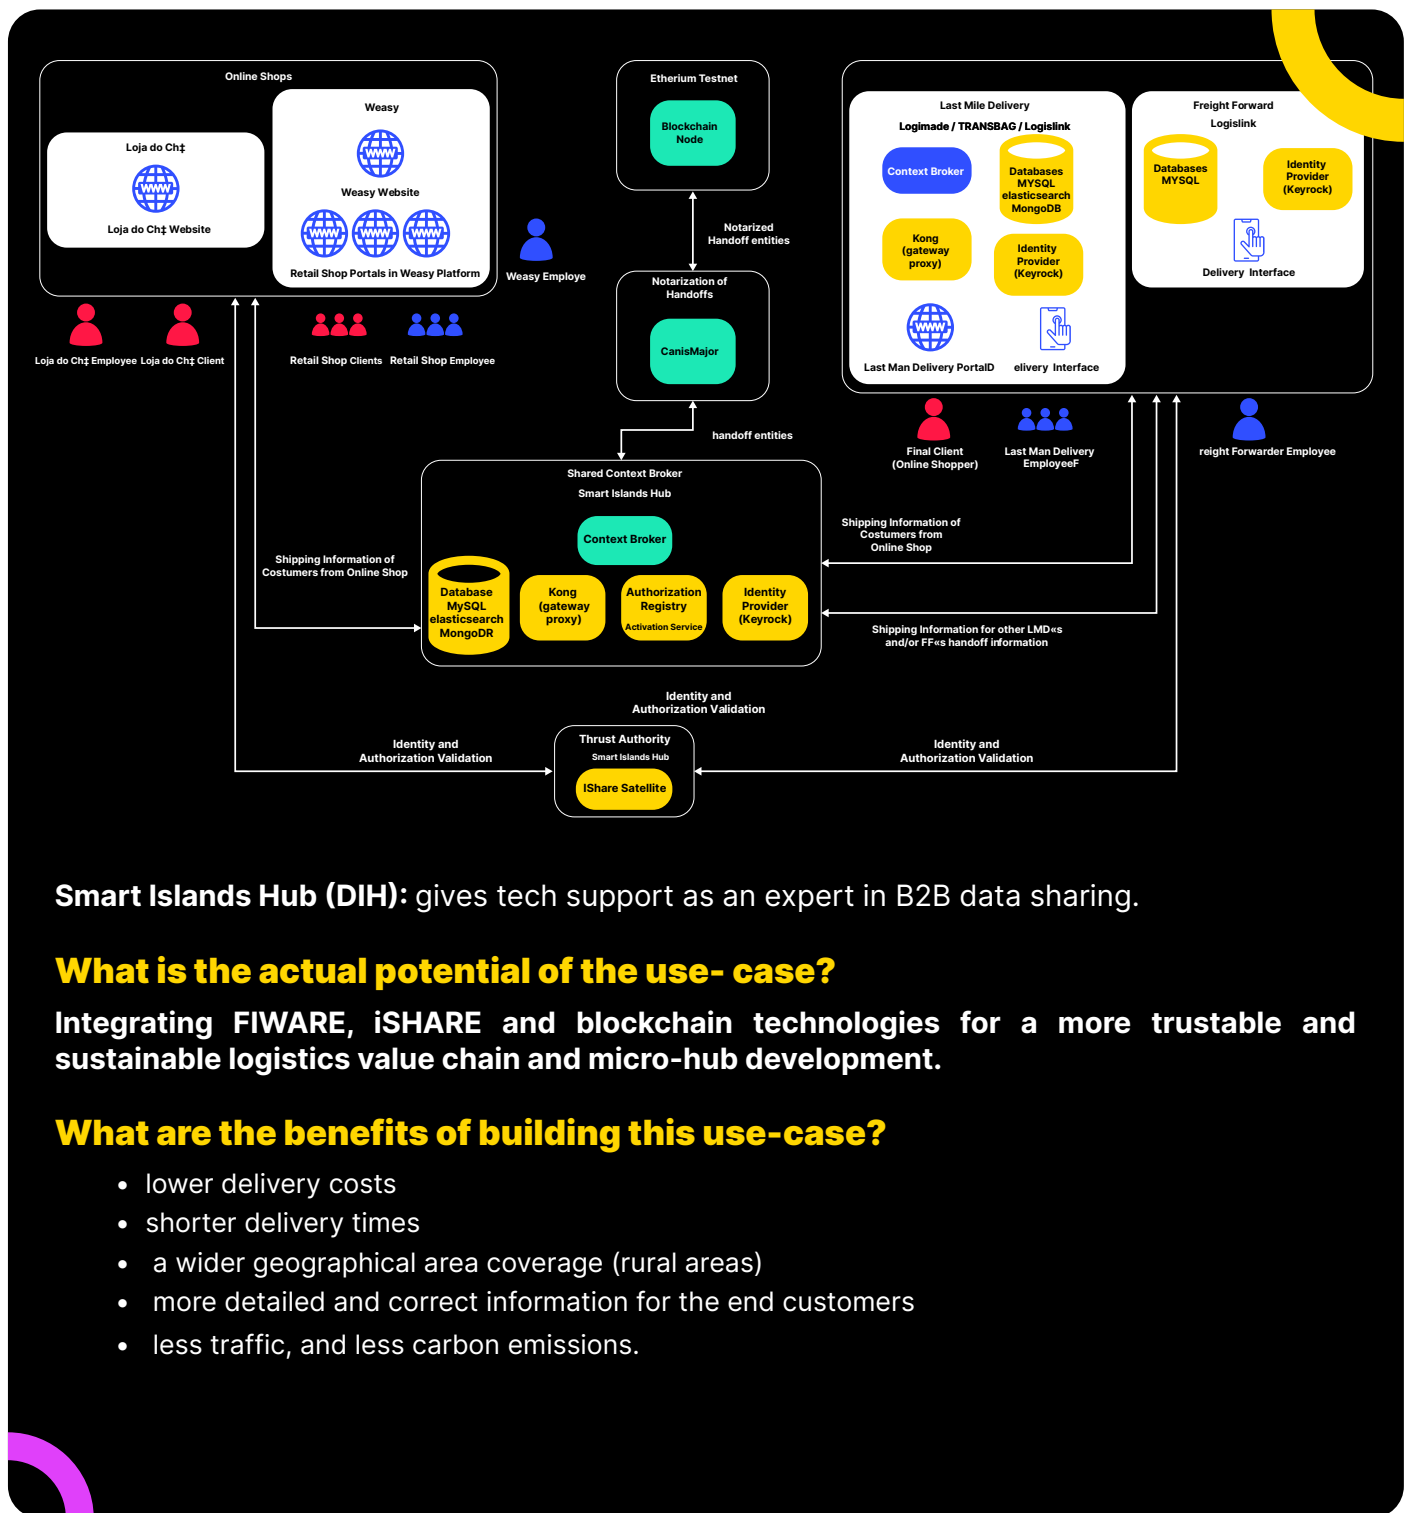 Online Shops
Loja do Ch‡
WWW
Loja do Ch‡ Website
Weasy
WWW
Weasy Website
WWW WWW WWW
Retail Shop Portals in Weasy Platform
Weasy Employe
Loja do Ch‡ Employee
Loja do Ch‡ Client
Retail Shop Clients
Retail Shop Employee
Etherium Testnet
Blockchain
Node
Notarized
Handoff entities
Notarization of
Handoffs
CanisMajor
handoff entities
Last Mile Delivery
Logimade / TRANSBAG / Logislink
Context Broker
Databases
MYSQL
elasticsearch
MongoDB
Kong
(gateway
proxy)
Identity
Provider
(Keyrock)
WWW
Last Man Delivery PortalD
elivery Interface
Freight Forward
Logislink
Databases
MYSQL
Identity
Provider
(Keyrock)
Delivery Interface
Final Client
(Online Shopper)
Last Man Delivery
EmployeeF
reight Forwarder Employee
Shared Context Broker
Smart Islands Hub
Context Broker
Database
MySQL
elasticsearch
MongoDR
Kong
(gateway
proxy)
Authorization
Registry
Activation Service
Identity
Provider
(Keyrock)
Shipping Information of
Costumers from Online Shop
Shipping Information of
Costumers from
Online Shop
Shipping Information for other LMD«s
and/or FF«s handoff information
Identity and
Authorization Validation
Identity and
Authorization Validation
Thrust Authority
Smart Islands Hub
IShare Satellite
Identity and
Authorization Validation
Smart Islands Hub (DIH): gives tech support as an expert in B2B data sharing.
What is the actual potential of the use- case?
Integrating FIWARE, iSHARE and blockchain technologies for a more trustable and
sustainable logistics value chain and micro-hub development.
What are the benefits of building this use-case?
• lower delivery costs
• shorter delivery times
• a wider geographical area coverage (rural areas)
• more detailed and correct information for the end customers
• less traffic, and less carbon emissions.